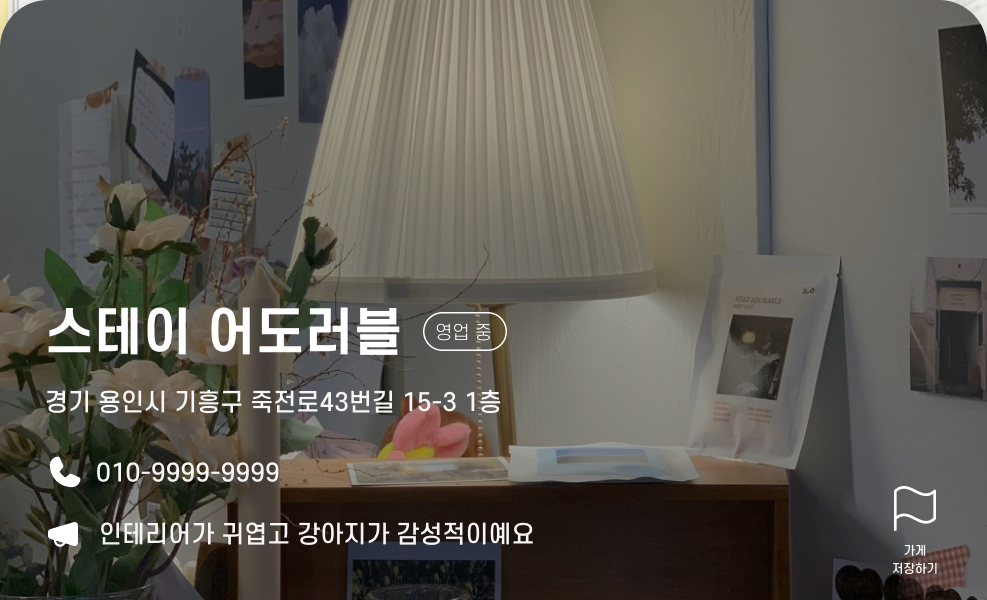 STAY ADORABLE
스테이 어도러블 영업 중
경기 용인시 기흥구 죽전로43번길 15-3 1층
010-9999-9999
인테리어가 귀엽고 강아지가 감성적이예요
가게
저장하기